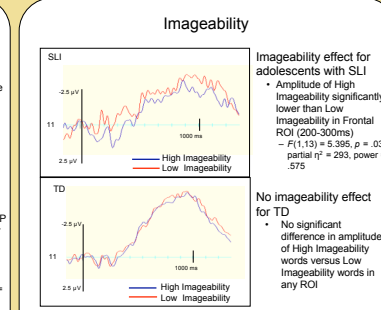 Imageability
SLI
-2.5 µV
11
1000 ms
2.5 µV
High Imageability
Low Imageability
TD
-2.5 µV
11
1000 ms
2.5 µV
High Imageability
Low Imageability
Imageability effect for
adolescents with SLI
• Amplitude of High
Imageability significantly
lower than Low
Imageability in Frontal
ROI (200-300ms)
– F(1,13) = 5.395, p = .03
partial η² = 293, power
.575
No imageability effect
for TD
• No significant
difference in amplitude
of High Imageability
words versus Low
Imageability words in
any ROI